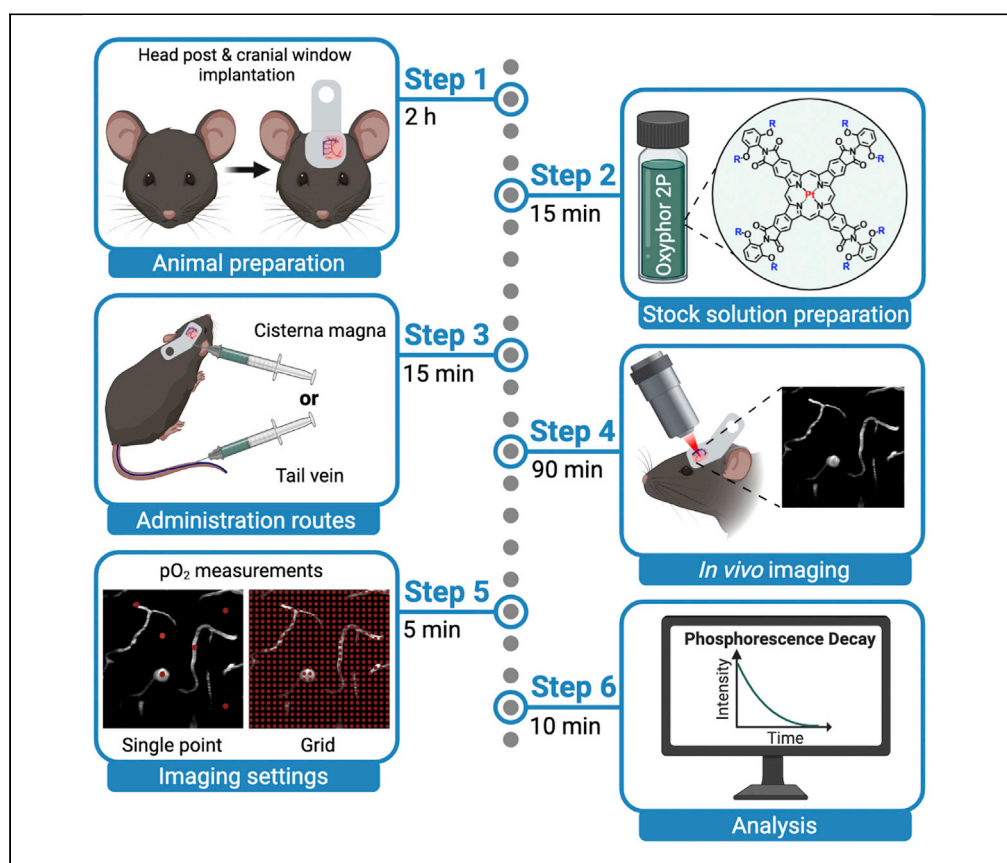 Head post & cranial window
implantation
Step 1
2 h
Animal preparation
Step 2
15 min
Oxyphor 2P
R
R
R
R
O
O
O
O
N
N
O
O
O
O
N
N
N
N
Pt
O
O
O
O
N
N
O
O
O
O
R
R
R
R
Stock solution preparation
Step 3
15 min
Cisterna magna
or
Tail vein
Administration routes
Step 4
90 min
In vivo imaging
Step 5
5 min
pO₂ measurements
Single point
Grid
Imaging settings
Step 6
10 min
Phosphorescence Decay
Intensity
Time
Analysis